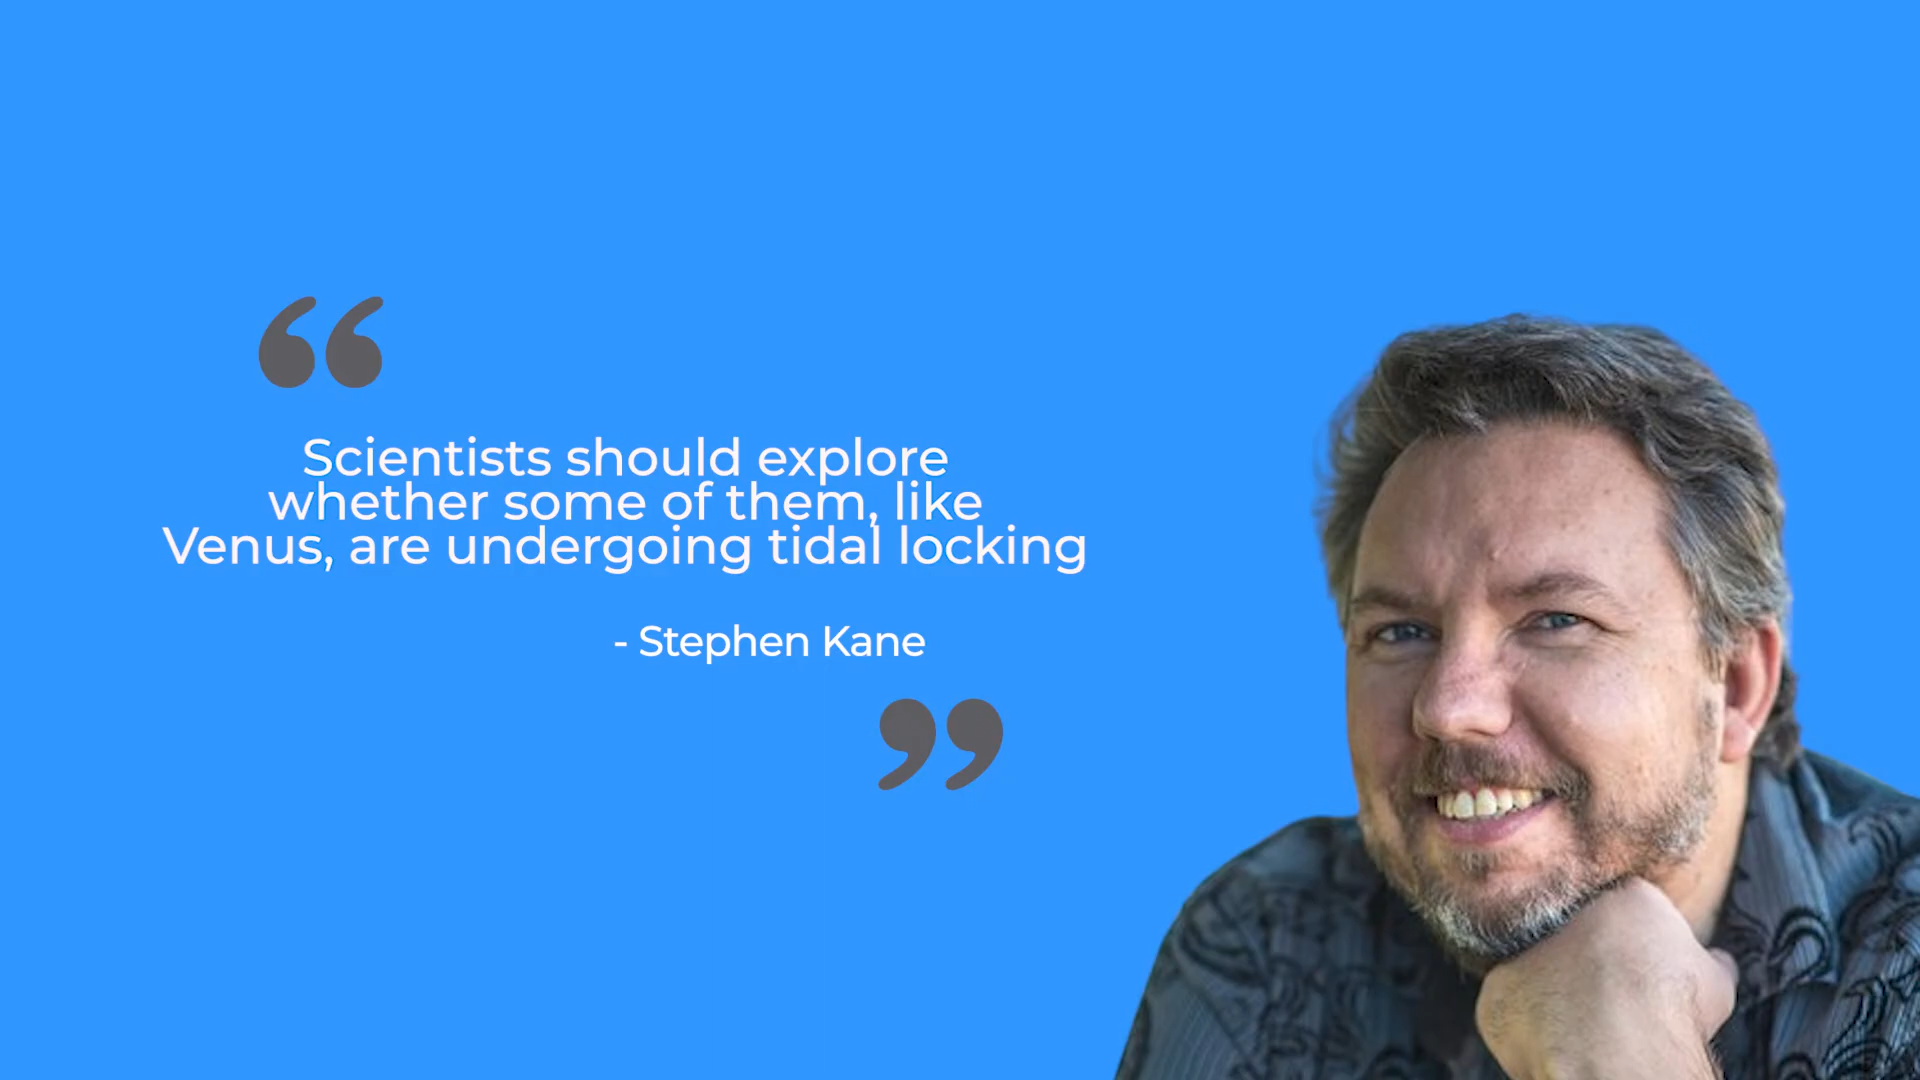 “
Scientists should explore
whether some of them, like
Venus, are undergoing tidal locking
- Stephen Kane
”